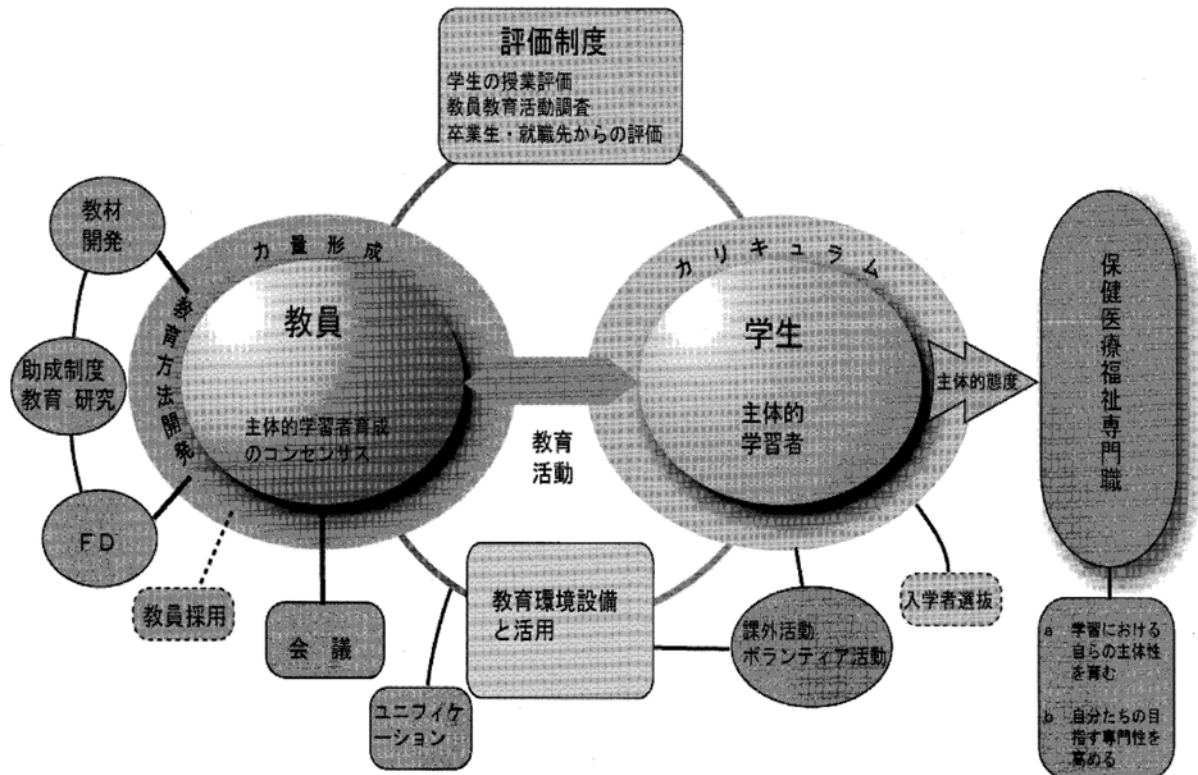 評価制度
学生の授業評価
教員教育活動調査
卒業生・就職先からの評価
教材
開発
力量形成
カリキュラム
教育方法開発
教員
主体的学習者育成
のコンセンサス
助成制度
教育 研究
FD
教員採用
会 議
教育
活動
学生
主体的
学習者
主体的態度
保健医療福祉専門職
教育環境設備
と活用
ユニフィケ
ーション
課外活動
ボランティア活動
入学者選抜
a 学習における
自らの主体性
を育む
b 自分たちの目
指す専門性を
高める